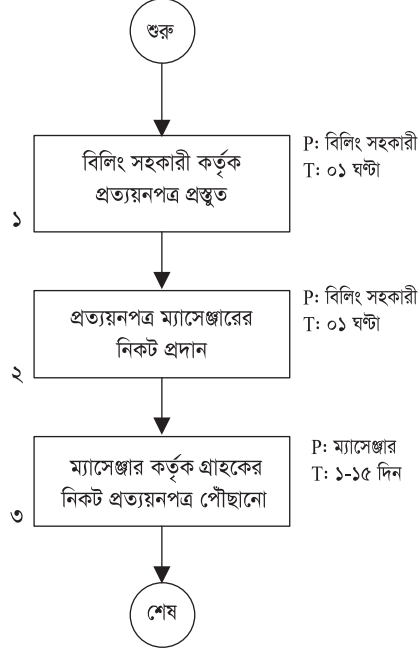 শুরু
বিলিং সহকারী কর্তৃক
প্রত্যয়নপত্র প্রস্তুত
১
P: বিলিং সহকারী
T: ০১ ঘণ্টা
প্রত্যয়নপত্র ম্যাসেঞ্জারের
নিকট প্রদান
২
P: বিলিং সহকারী
T: ০১ ঘণ্টা
ম্যাসেঞ্জার কর্তৃক গ্রাহকের
নিকট প্রত্যয়নপত্র পৌঁছানো
৩
P: ম্যাসেঞ্জার
T: ১-১৫ দিন
শেষ